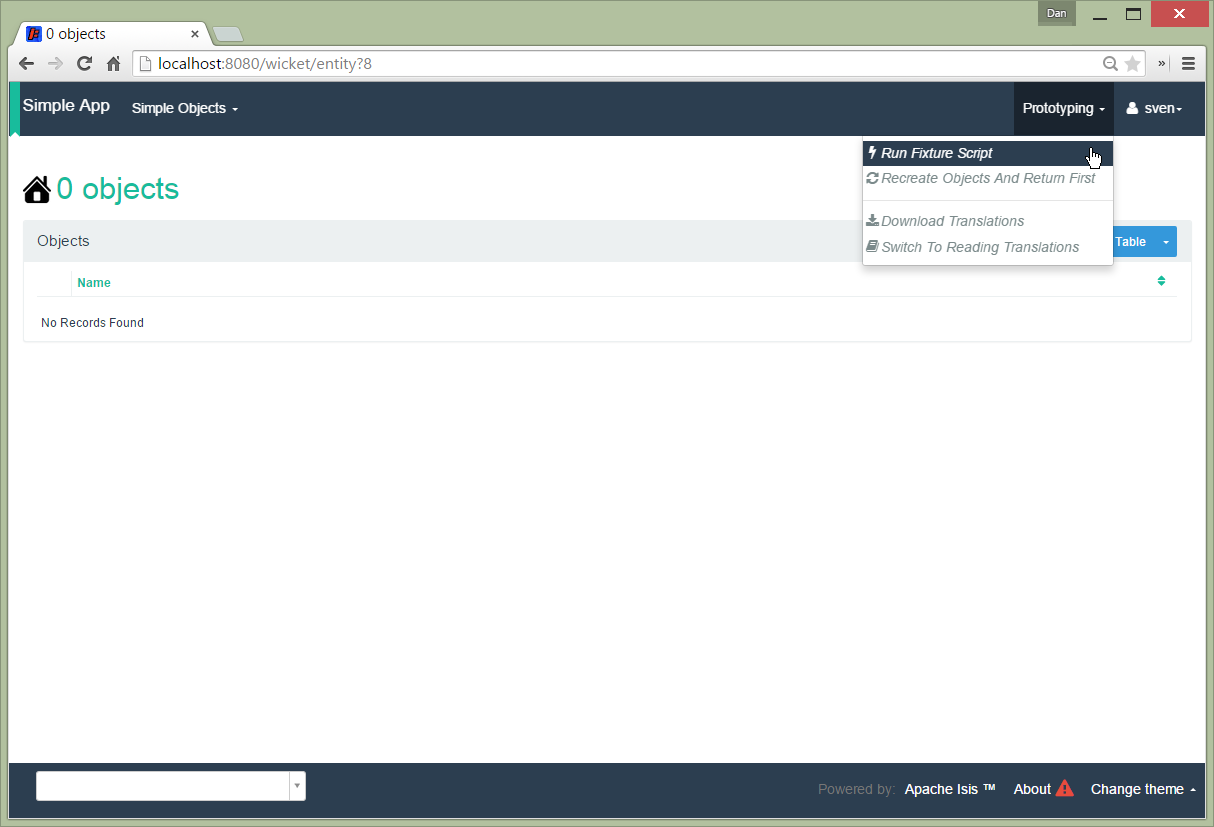 Dan
0 objects
localhost:8080/wicket/entity?8
»
Simple App Simple Objects Prototyping sven
Run Fixture Script
Recreate Objects And Return First
0 objects
Download Translations
Objects Table
Switch To Reading Translations
Name
No Records Found
Powered by: Apache Isis ™ About Change theme